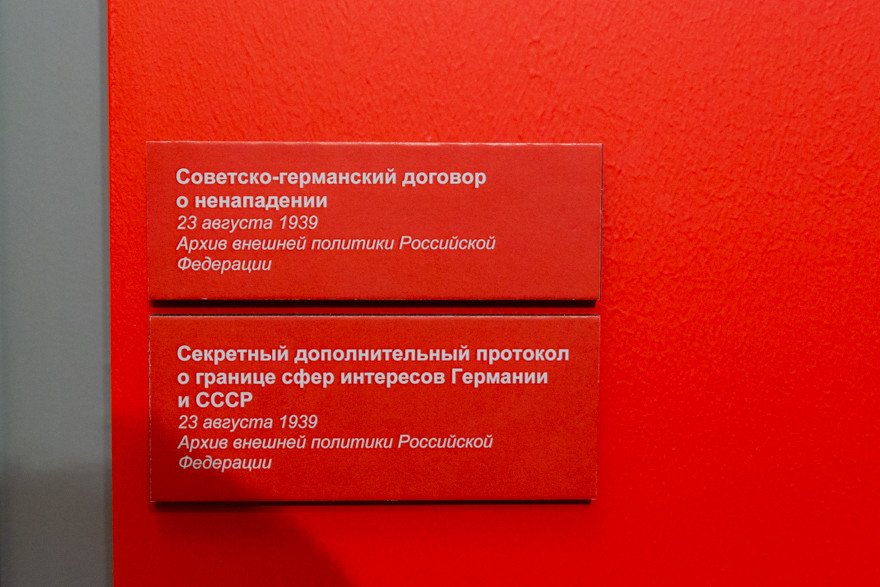 Советско-германский договор
о ненападении
23 августа 1939
Архив внешней политики Российской
Федерации
Секретный дополнительный протокол
о границе сфер интересов Германии
и СССР
23 августа 1939
Архив внешней политики Российской
Федерации